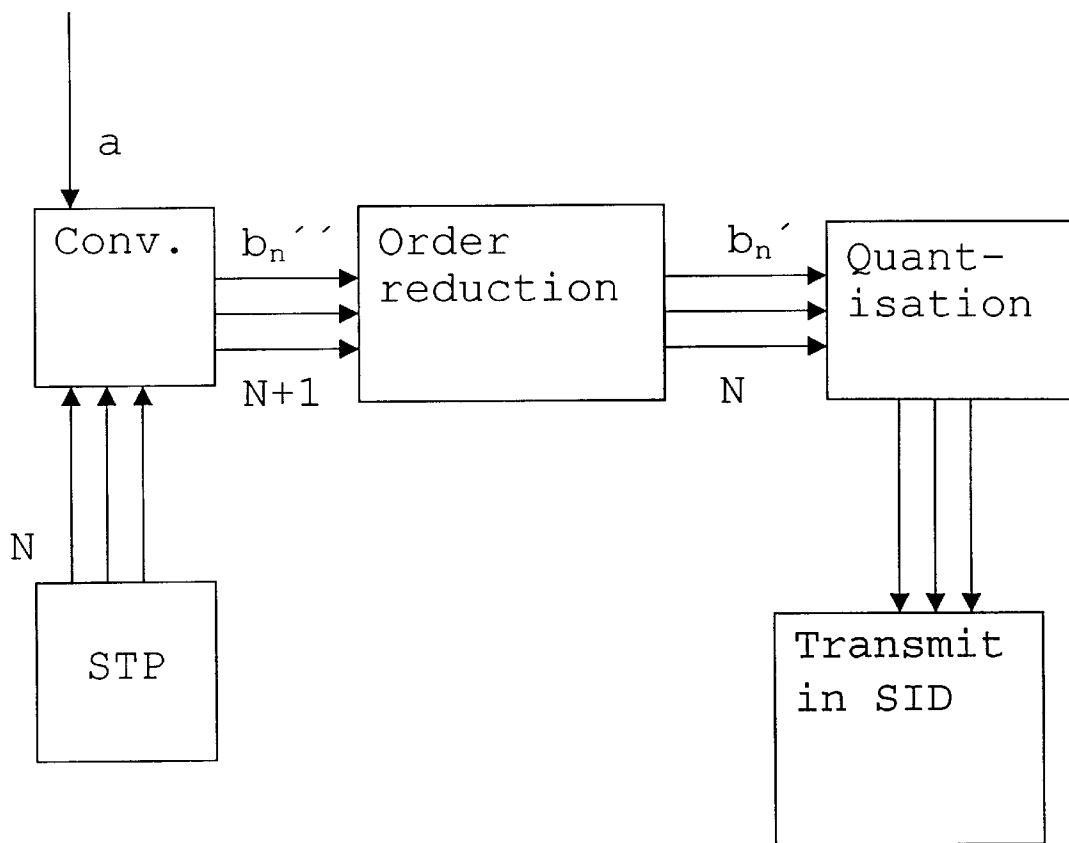 a
Conv.
bn´´
N+1
Order
reduction
bn´
N
Quant-
isation
N
STP
Transmit
in SID